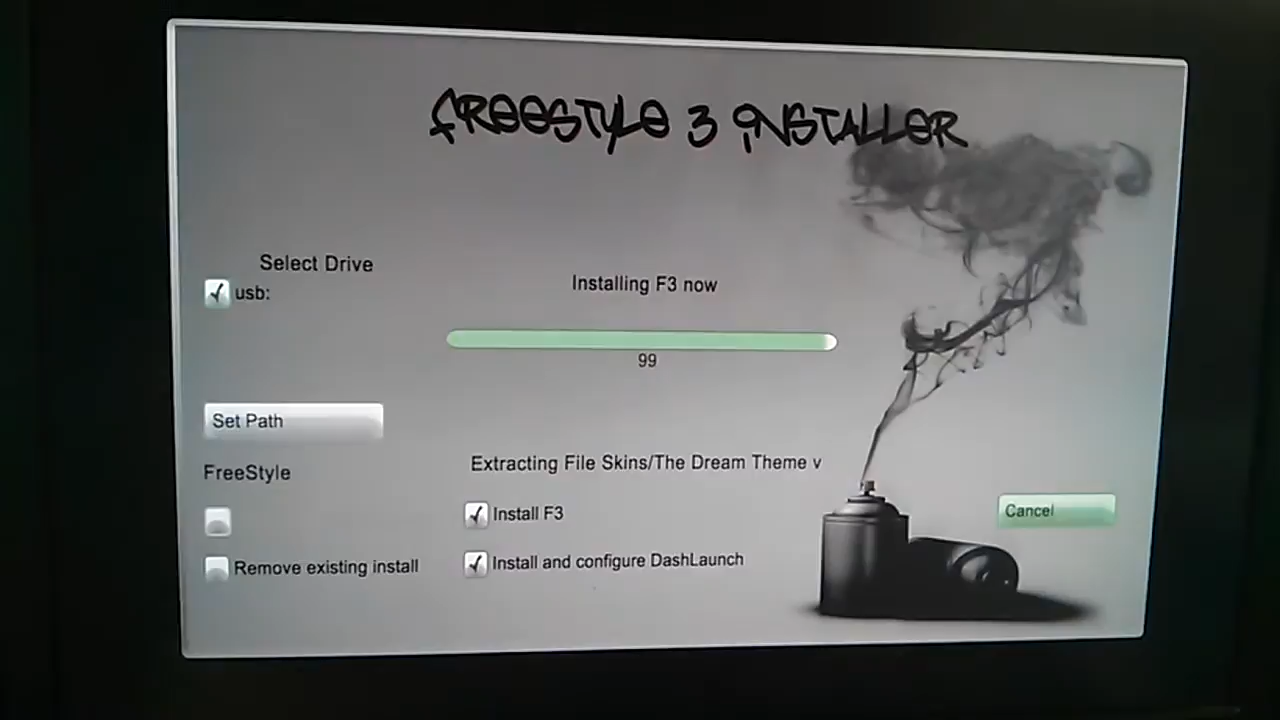 FREESTYLE 3 INSTALLER
Select Drive
usb:
Installing F3 now
99
Set Path
FreeStyle
Extracting File Skins/The Dream Theme v
Install F3
Cancel
Remove existing install
Install and configure DashLaunch